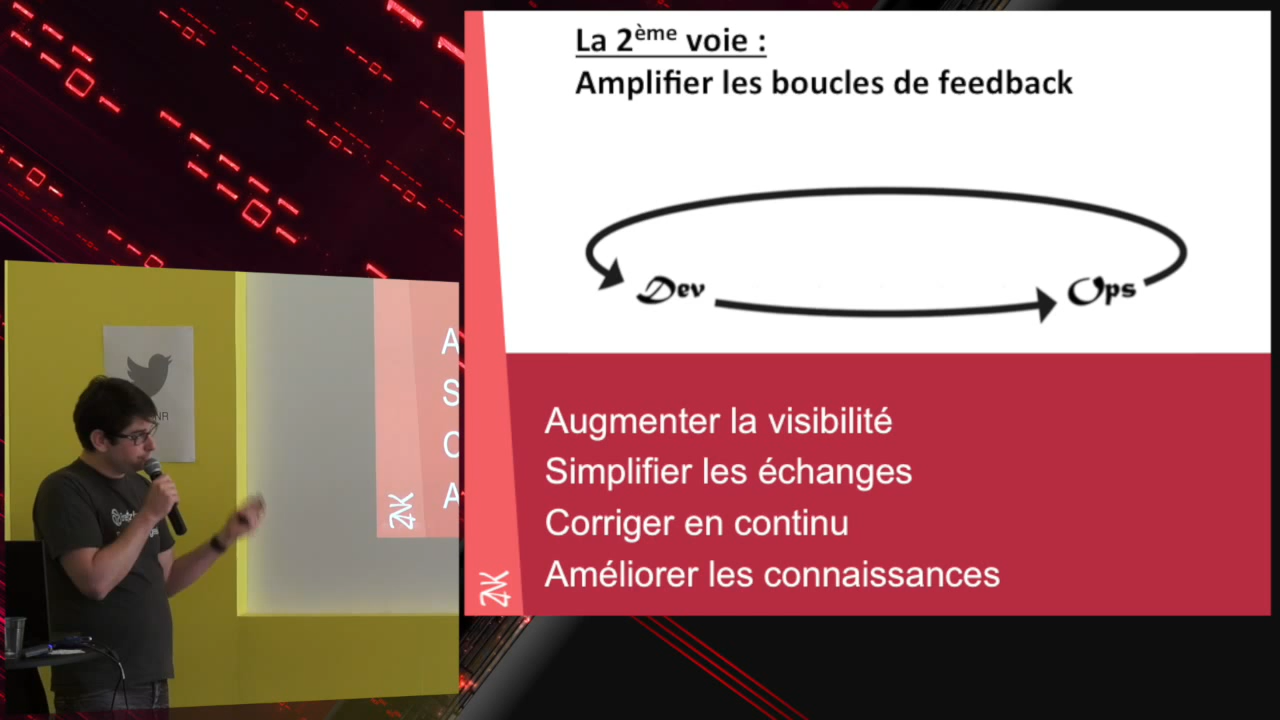 La 2ème voie :
Amplifier les boucles de feedback
Dev
Ops
Augmenter la visibilité
Simplifier les échanges
Corriger en continu
Améliorer les connaissances
A
S
C
A
NR